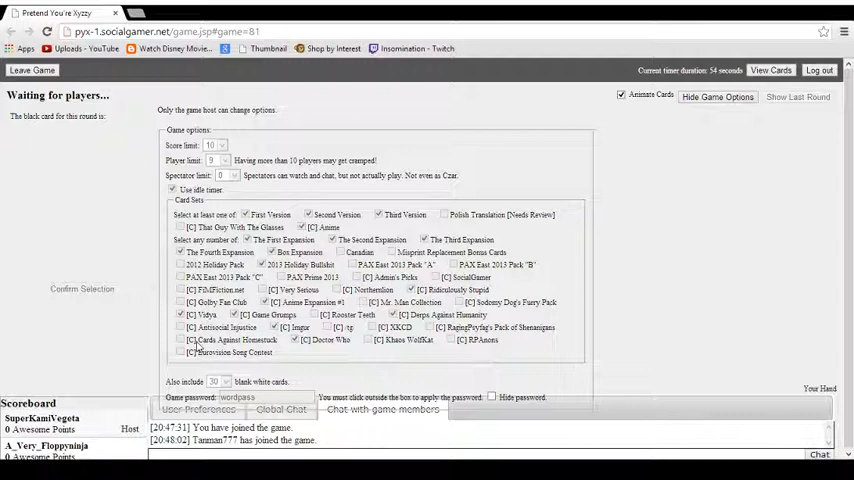 Pretend You're Xyzzy
pyx-1.socialgamer.net/game.jsp#game=81
Apps Uploads - YouTube Watch Disney Movie... Thumbnail Shop by Interest Insomination - Twitch
Leave Game Current timer duration: 54 seconds View Cards Log out
Waiting for players... Animate Cards Hide Game Options Show Last Round
The black card for this round is: Only the game host can change options.
Game options:
Score limit: 10
Player limit: 9 Having more than 10 players may get cramped!
Spectator limit: 0 Spectators can watch and chat, but not actually play. Not even as Czar.
Use idle timer.
Card Sets
Select at least one of: First Version Second Version Third Version Polish Translation [Needs Review]
[C] That Guy With The Glasses [C] Anime
Select any number of: The First Expansion The Second Expansion The Third Expansion
The Fourth Expansion Box Expansion Canadian Misprint Replacement Bonus Cards
2012 Holiday Pack 2013 Holiday Bullshit PAX East 2013 Pack "A" PAX East 2013 Pack "B"
PAX East 2013 Pack "C" PAX Prime 2013 [C] Admin's Picks [C] SocialGamer
Confirm Selection [C] FiMFiction.net [C] Very Serious [C] Northernlion [C] Ridiculously Stupid
[C] Golby Fan Club [C] Anime Expansion #1 [C] Mr. Man Collection [C] Sodomy Dog's Furry Pack
[C] Vidya [C] Game Grumps [C] Rooster Teeth [C] Derps Against Humanity
[C] Antisocial Injustice [C] Imgur [C] /tg [C] XKCD [C] RagingPsyfag's Pack of Shenanigans
[C] Cards Against Homestuck [C] Doctor Who [C] Khaos WolfKat [C] RPAnons
[C] Eurovision Song Contest
Also include 30 blank white cards.
Game password: wordpass You must click outside the box to apply the password. Hide password.
Your Hand
Scoreboard User Preferences Global Chat Chat with game members
SuperKamiVegeta
0 Awesome Points Host
[20:47:31] You have joined the game.
[20:48:02] Tanman777 has joined the game.
A_Very_Floppyninja
0 Awesome Points
Chat